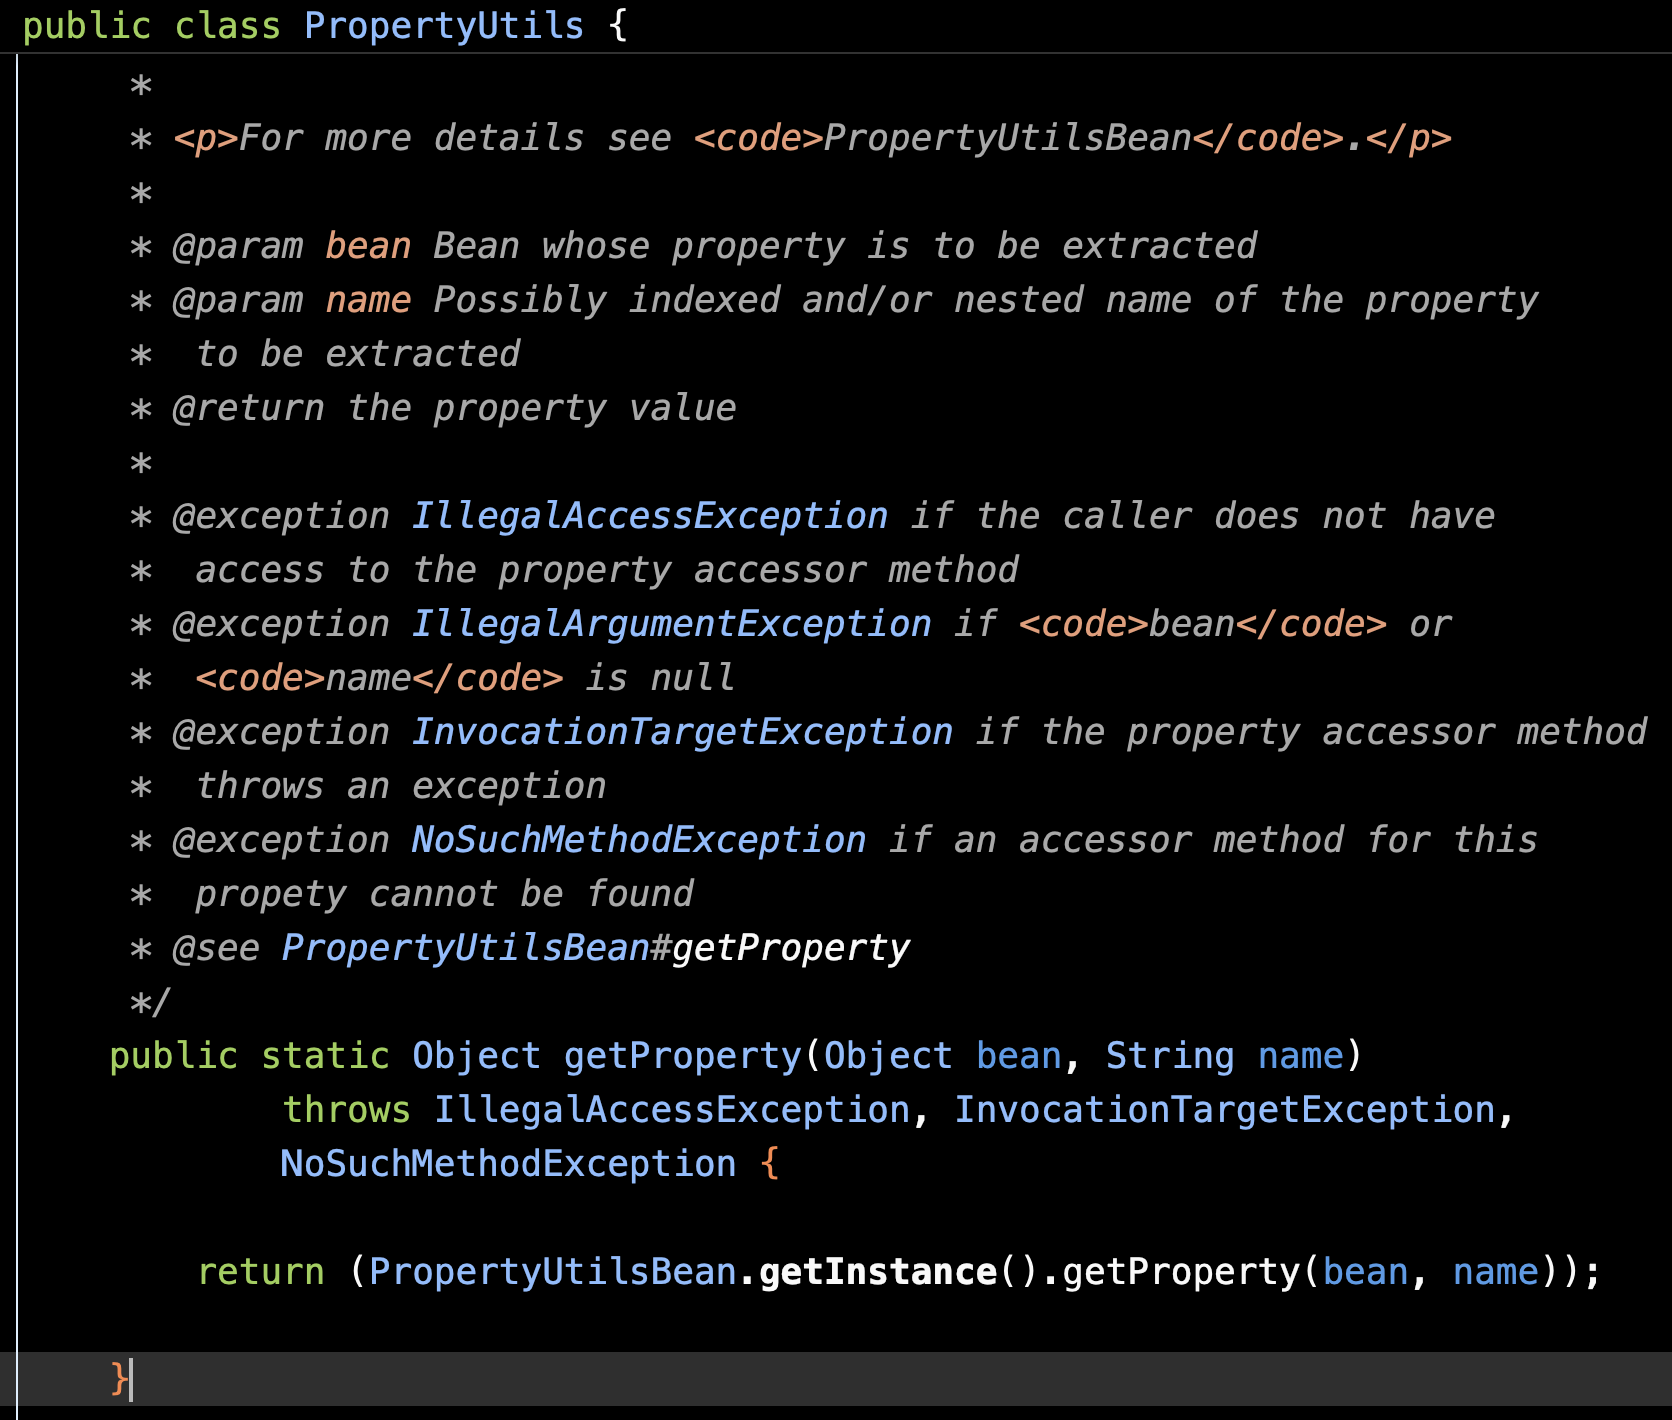 public class PropertyUtils {
*
* <p>For more details see <code>PropertyUtilsBean</code>.</p>
*
* @param bean Bean whose property is to be extracted
* @param name Possibly indexed and/or nested name of the property
*  to be extracted
* @return the property value
*
* @exception IllegalAccessException if the caller does not have
*  access to the property accessor method
* @exception IllegalArgumentException if <code>bean</code> or
*  <code>name</code> is null
* @exception InvocationTargetException if the property accessor method
*  throws an exception
* @exception NoSuchMethodException if an accessor method for this
*  propety cannot be found
* @see PropertyUtilsBean#getProperty
*/
public static Object getProperty(Object bean, String name)
throws IllegalAccessException, InvocationTargetException,
NoSuchMethodException {
return (PropertyUtilsBean.getInstance().getProperty(bean, name));
}